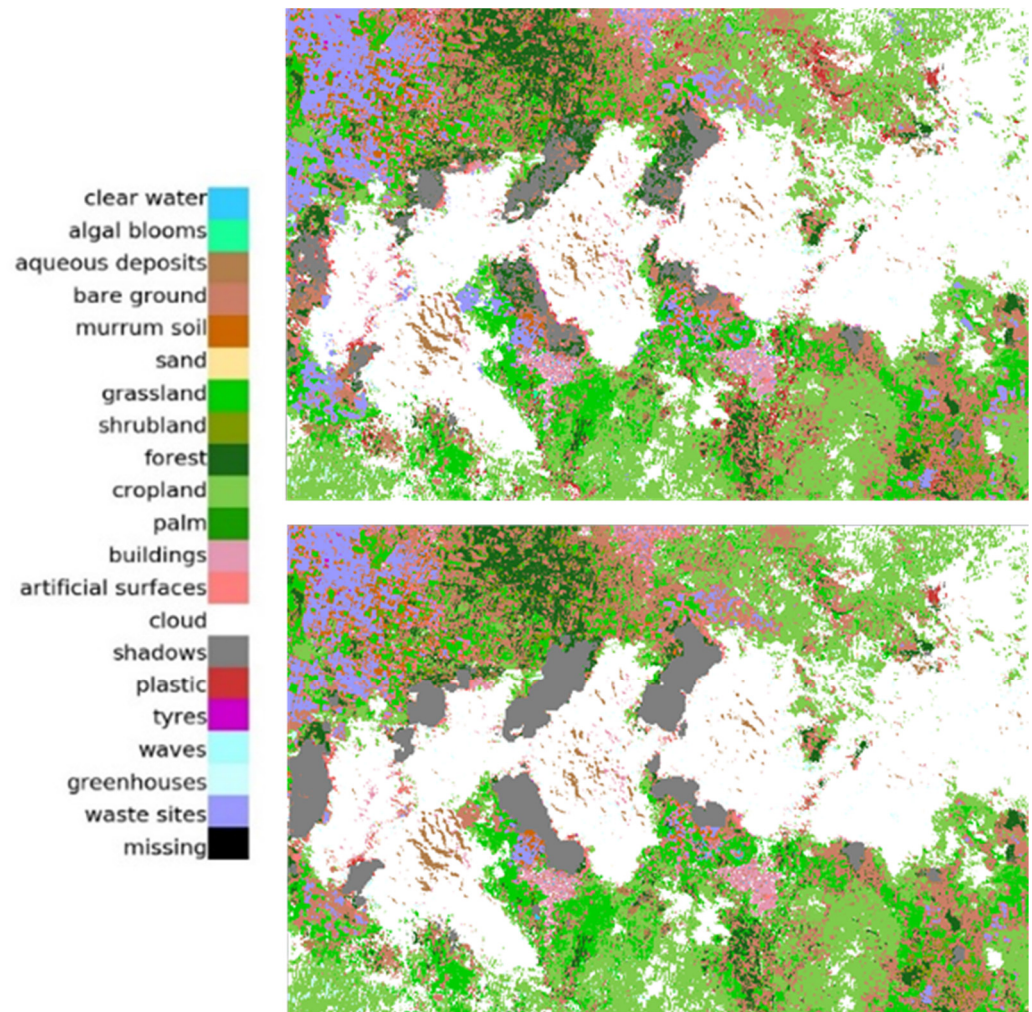 clear water
algal blooms
aqueous deposits
bare ground
murrum soil
sand
grassland
shrubland
forest
cropland
palm
buildings
artificial surfaces
cloud
shadows
plastic
tyres
waves
greenhouses
waste sites
missing